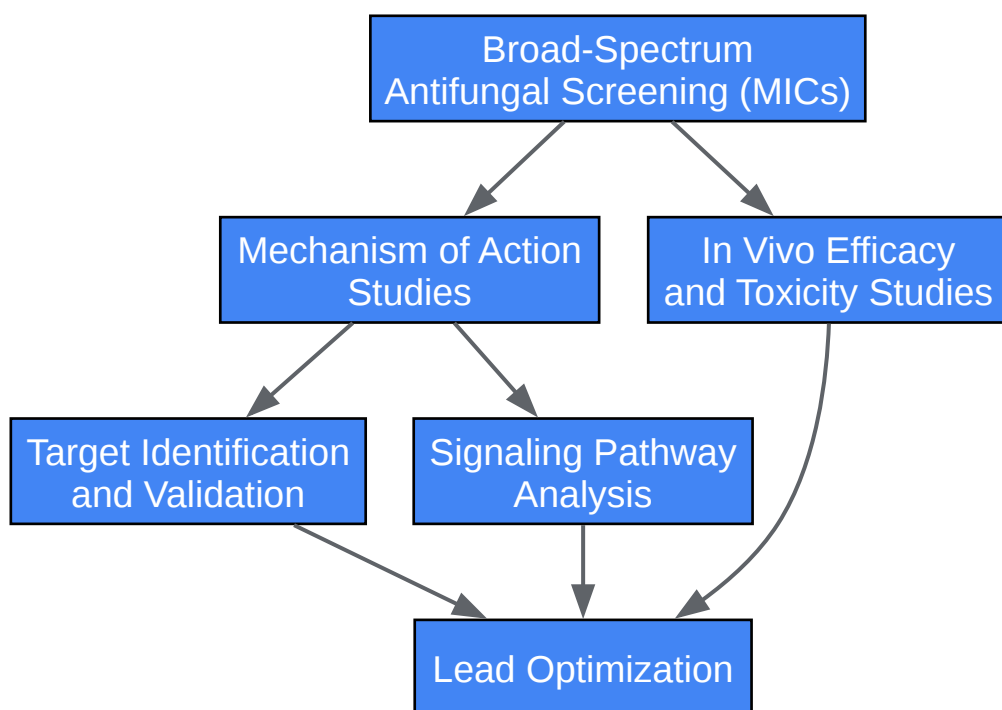 Broad-Spectrum
Antifungal Screening (MICs)
Mechanism of Action
Studies
In Vivo Efficacy
and Toxicity Studies
Target Identification
and Validation
Signaling Pathway
Analysis
Lead Optimization